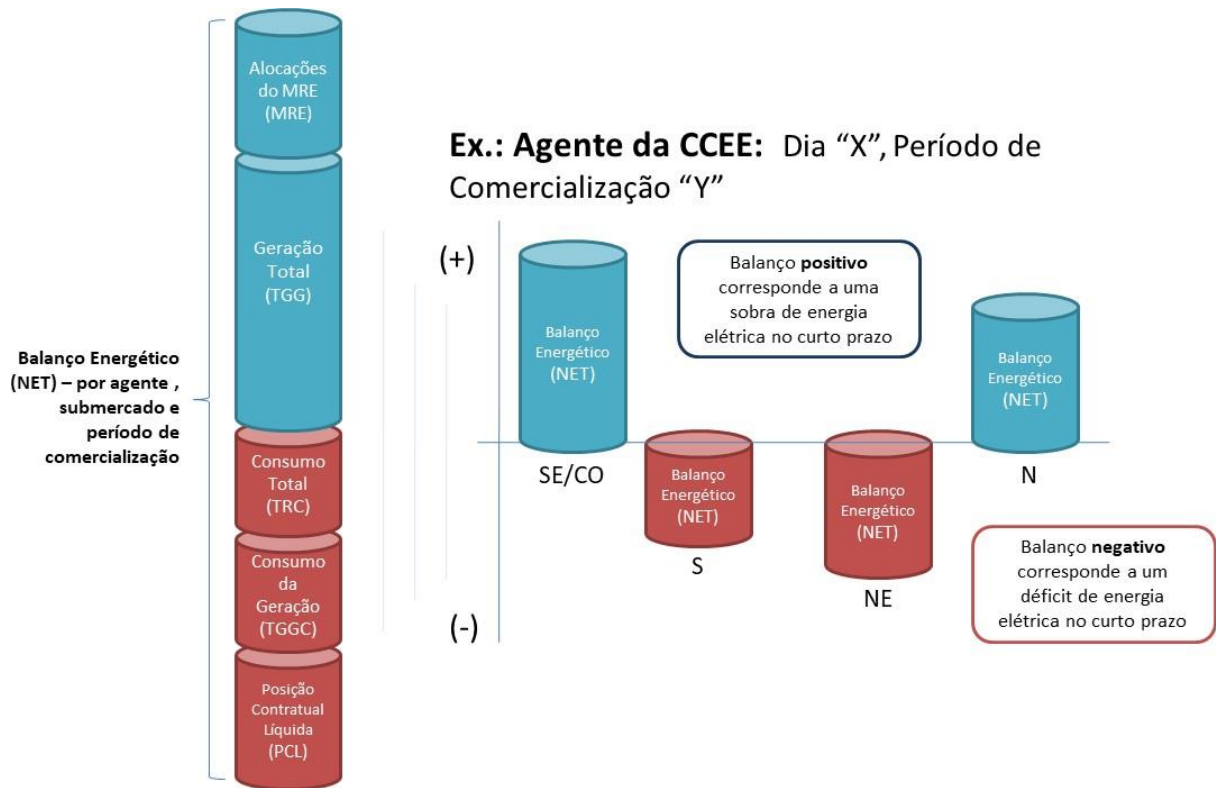 Alocações
do MRE
(MRE)
Geração
Total
(TGG)
Balanço Energético
(NET) – por agente ,
submercado e
período de
comercialização
Consumo
Total
(TRC)
Consumo
da
Geração
(TGGC)
Posição
Contratual
Líquida
(PCL)
Ex.: Agente da CCEE: Dia “X”, Período de
Comercialização “Y”
(+)
(-)
Balanço
Energético
(NET)
SE/CO
Balanço
Energético
(NET)
S
Balanço positivo
corresponde a uma
sobra de energia
elétrica no curto prazo
Balanço
Energético
(NET)
NE
Balanço
Energético
(NET)
N
Balanço negativo
corresponde a um
déficit de energia
elétrica no curto prazo